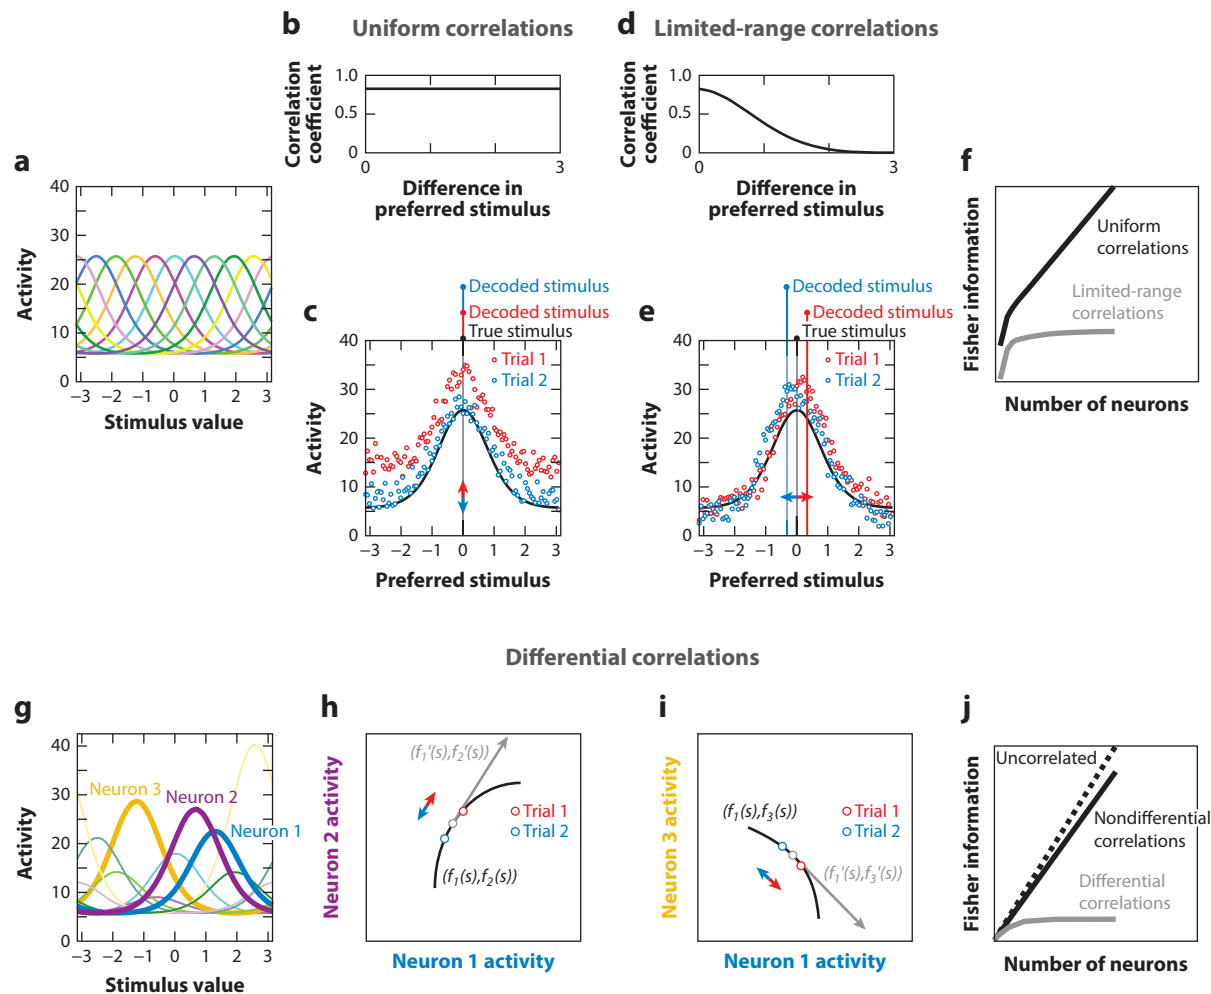 b Uniform correlations
Correlation
coefficient
1.0
0.5
0
0 3
Difference in
preferred stimulus
d Limited-range correlations
Correlation
coefficient
1.0
0.5
0
0 3
Difference in
preferred stimulus
a
Activity
40
30
20
10
0
−3 −2 −1 0 1 2 3
Stimulus value
c
Decoded stimulus
Decoded stimulus
True stimulus
Trial 1
Trial 2
Activity
40
30
20
10
0
−3 −2 −1 0 1 2 3
Preferred stimulus
e
Decoded stimulus
Decoded stimulus
True stimulus
Trial 1
Trial 2
Activity
40
30
20
10
0
−3 −2 −1 0 1 2 3
Preferred stimulus
f
Fisher information
Uniform
correlations
Limited-range
correlations
Number of neurons
Differential correlations
g
Activity
40
30
20
10
0
Neuron 3
Neuron 2
Neuron 1
−3 −2 −1 0 1 2 3
Stimulus value
h
Neuron 2 activity
(f1'(s),f2'(s))
Trial 1
Trial 2
(f1(s),f2(s))
Neuron 1 activity
i
Neuron 3 activity
(f1(s),f3(s))
Trial 1
Trial 2
(f1'(s),f3'(s))
Neuron 1 activity
j
Fisher information
Uncorrelated
Nondifferential
correlations
Differential
correlations
Number of neurons